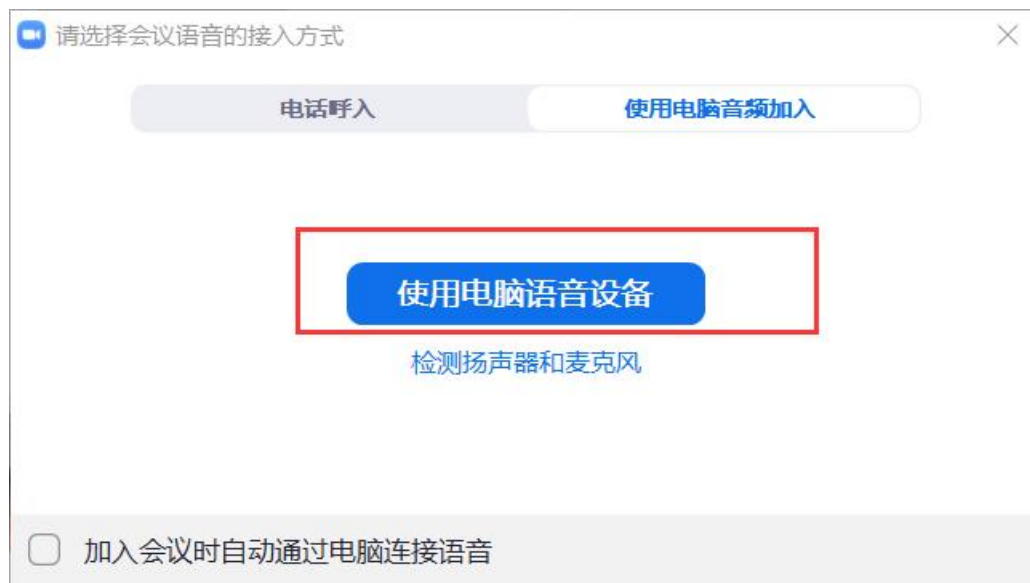 请选择会议语音的接入方式
电话呼入
使用电脑音频加入
使用电脑语音设备
检测扬声器和麦克风
加入会议时自动通过电脑连接语音